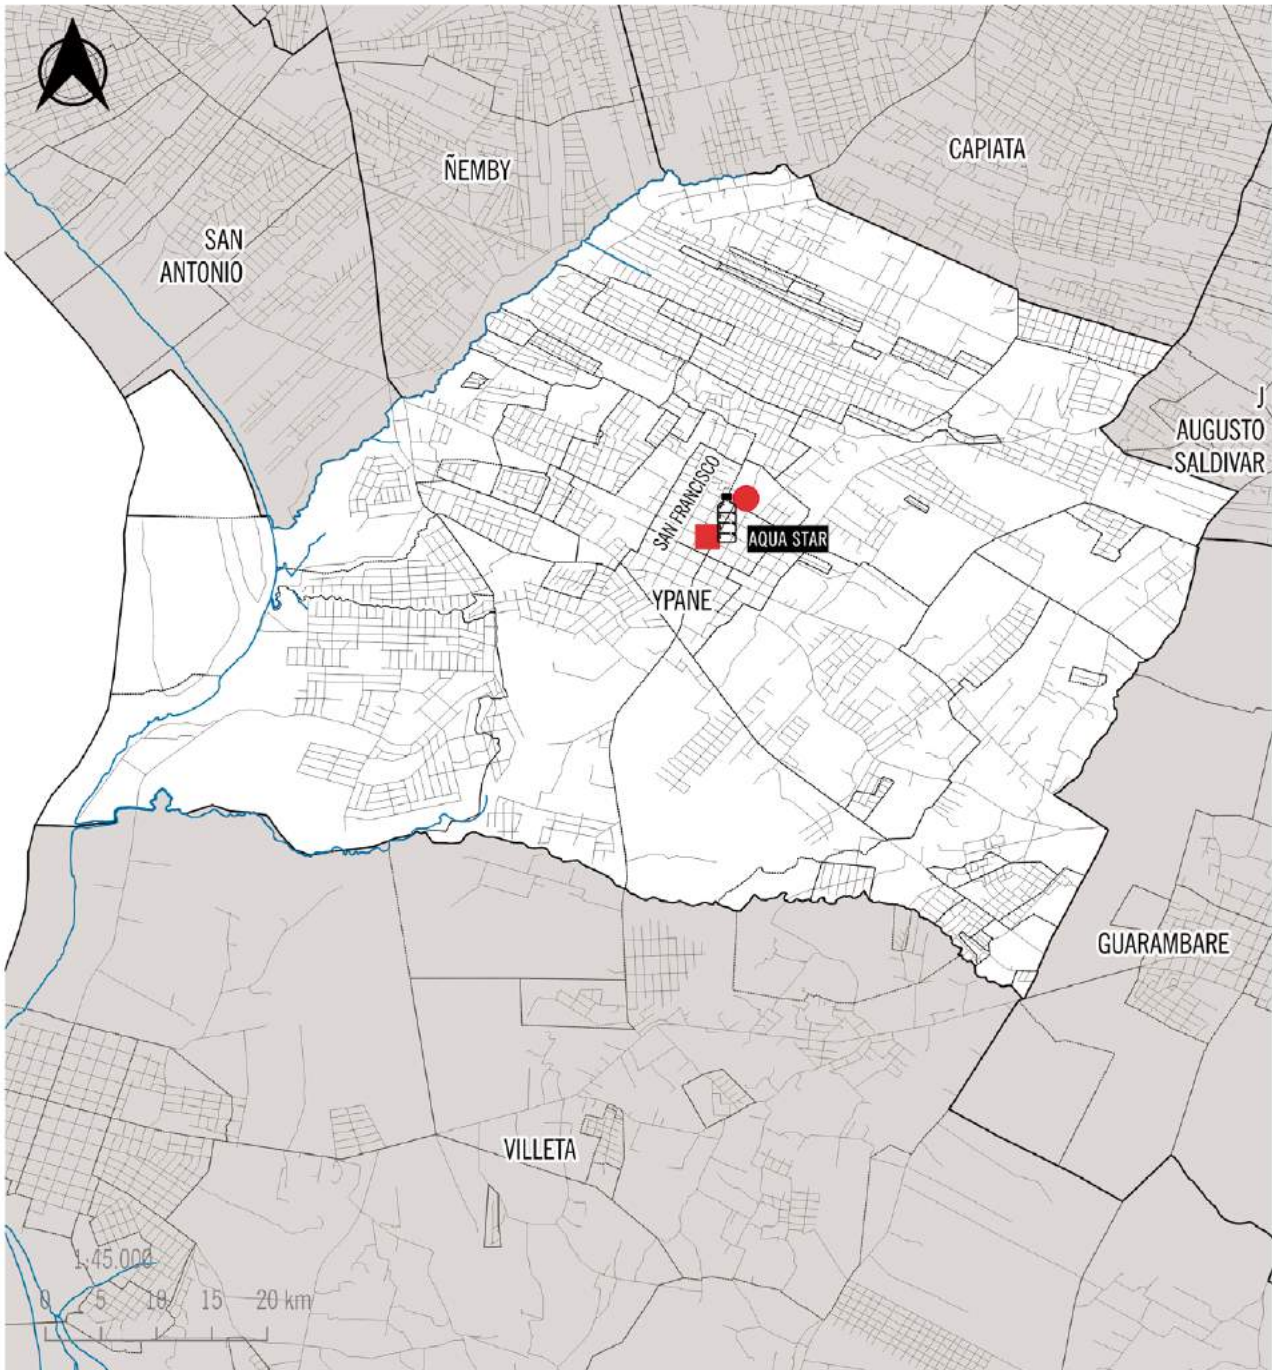 ÑEMBY
CAPIATA
SAN
ANTONIO
J
AUGUSTO
SALDIVAR
SAN FRANCISCO
AQUA STAR
YPANE
GUARAMBARE
VILLETA
1:45.000
0 5 10 15 20 km